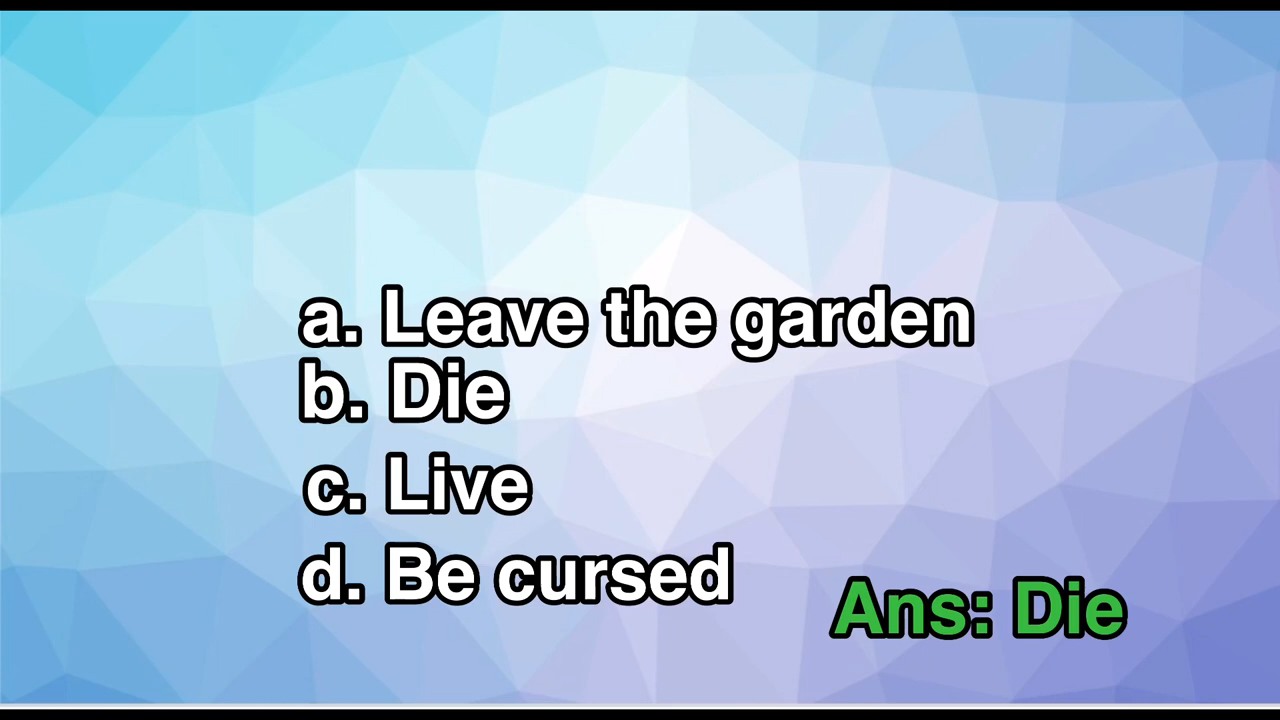 a. Leave the garden
b. Die
c. Live
d. Be cursed
Ans: Die